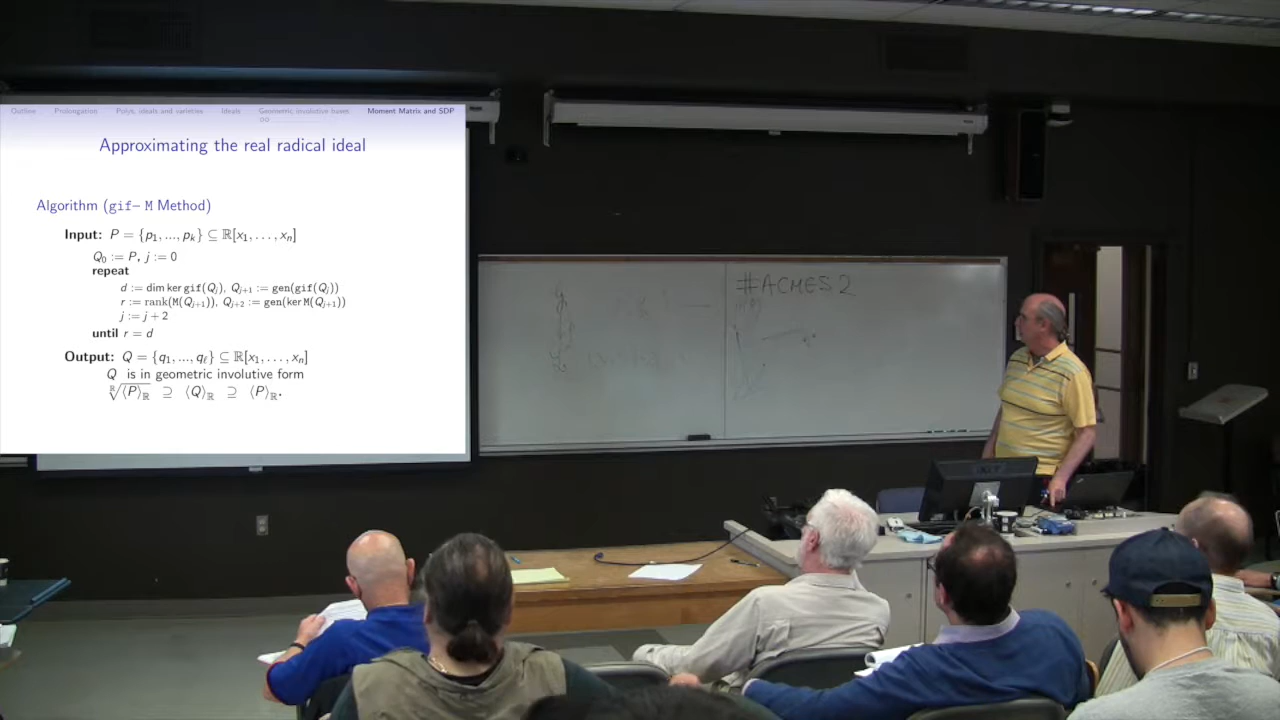 Outline Prolongation Polys, ideals and varieties Ideals Geometric involutive bases Moment Matrix and SDP
Approximating the real radical ideal
Algorithm (gif– M Method)
Input: P = {p₁, ..., pₖ} ⊆ ℝ[x₁, . . . , xₙ]
Q₀ := P, j := 0
repeat
d := dim ker gif(Qⱼ), Qⱼ₊₁ := gen(gif(Qⱼ))
r := rank(M(Qⱼ₊₁)), Qⱼ₊₂ := gen(ker M(Qⱼ₊₁))
j := j + 2
until r = d
Output: Q = {q₁, ..., qℓ} ⊆ ℝ[x₁, . . . , xₙ]
Q is in geometric involutive form
ᴿ√⟨P⟩ℝ ⊇ ⟨Q⟩ℝ ⊇ ⟨P⟩ℝ.
#ACMES 2